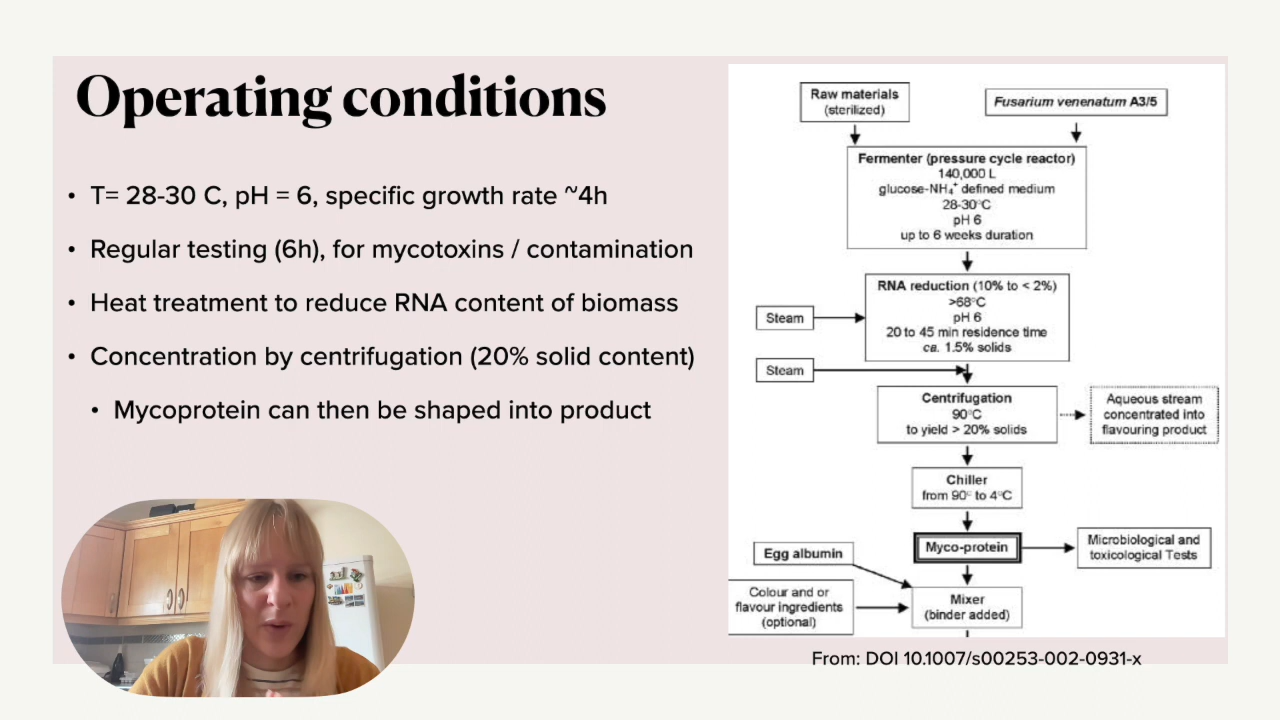 Operating conditions
• T= 28-30 C, pH = 6, specific growth rate ~4h
• Regular testing (6h), for mycotoxins / contamination
• Heat treatment to reduce RNA content of biomass
• Concentration by centrifugation (20% solid content)
• Mycoprotein can then be shaped into product
Raw materials
(sterilized)
Fusarium venenatum A3/5
Fermenter (pressure cycle reactor)
140,000 L
glucose-NH₄⁺ defined medium
28-30°C
pH 6
up to 6 weeks duration
RNA reduction (10% to < 2%)
>68°C
pH 6
20 to 45 min residence time
ca. 1.5% solids
Steam
Steam
Centrifugation
90°C
to yield > 20% solids
Aqueous stream
concentrated into
flavouring product
Chiller
from 90° to 4°C
Myco-protein
Microbiological and
toxicological Tests
Egg albumin
Colour and or
flavour ingredients
(optional)
Mixer
(binder added)
From: DOI 10.1007/s00253-002-0931-x